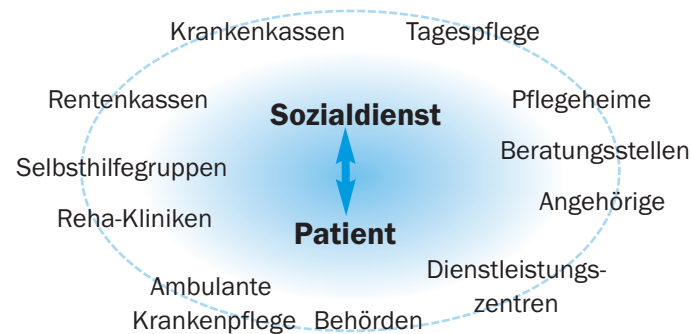 Krankenkassen Tagespflege
Rentenkassen Pflegeheime
Sozialdienst
Beratungsstellen
Selbsthilfegruppen
Angehörige
Reha-Kliniken
Patient
Dienstleistungs-
zentren
Ambulante
Krankenpflege Behörden